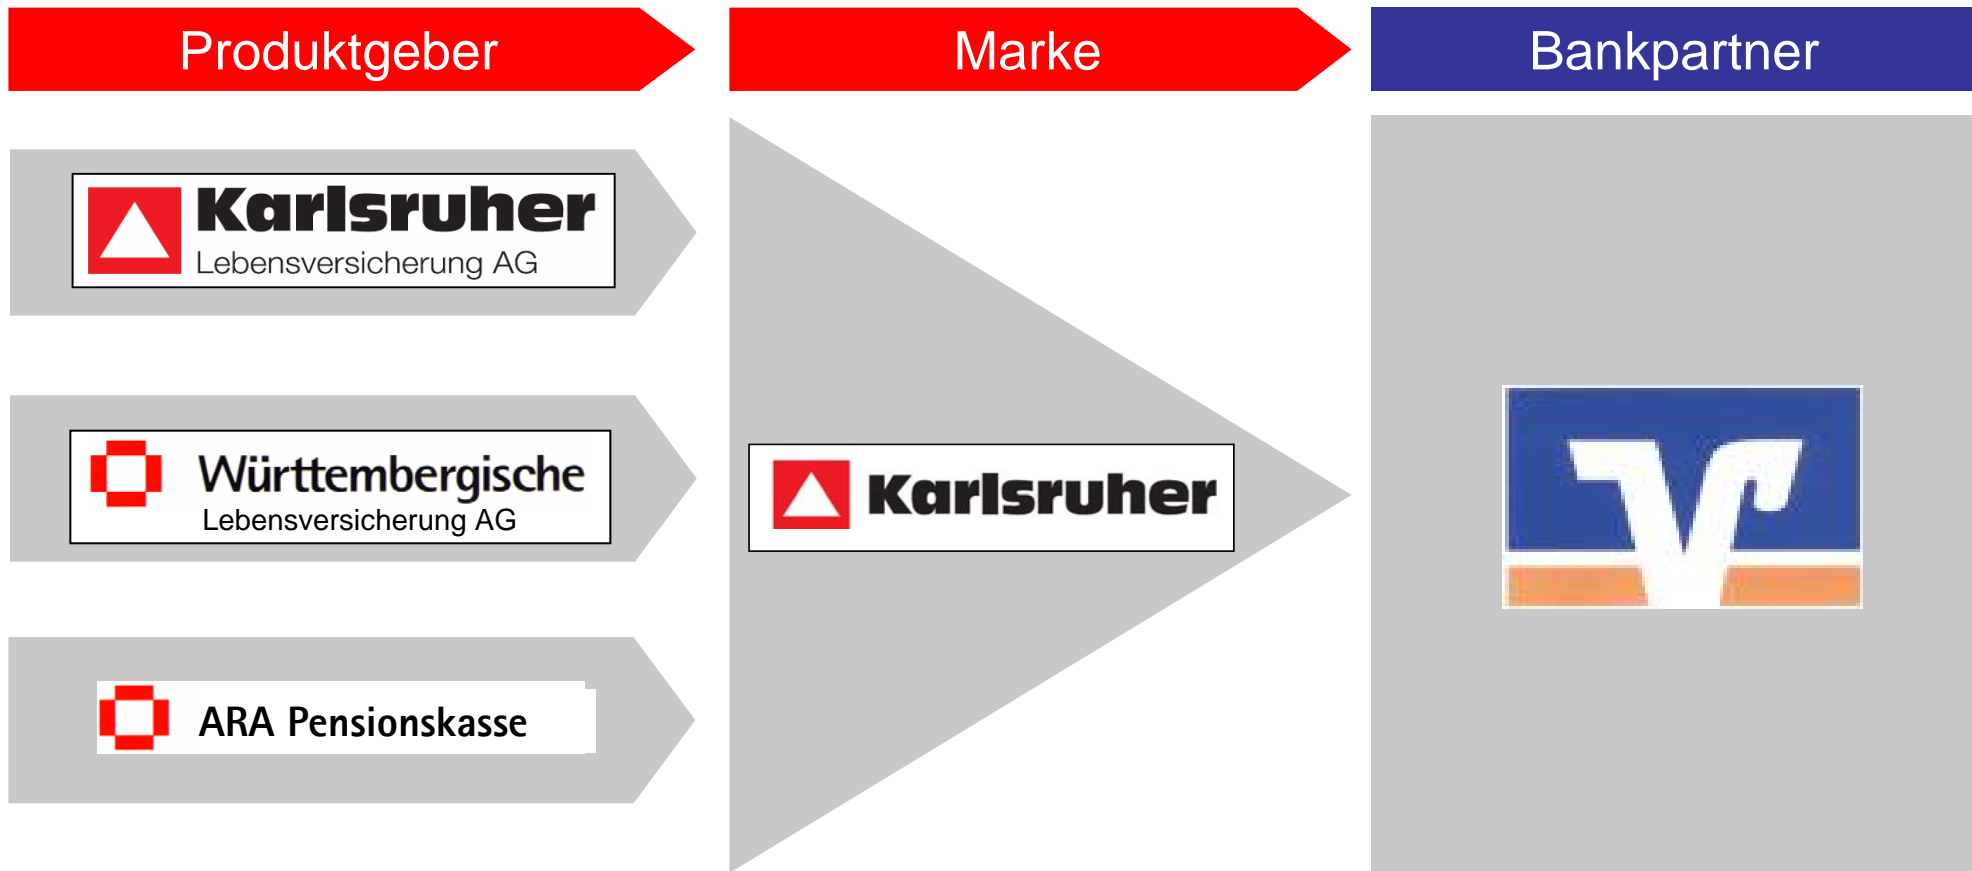 Produktgeber
Marke
Bankpartner
Karlsruher
Lebensversicherung AG
Württembergische
Lebensversicherung AG
Karlsruher
ARA Pensionskasse